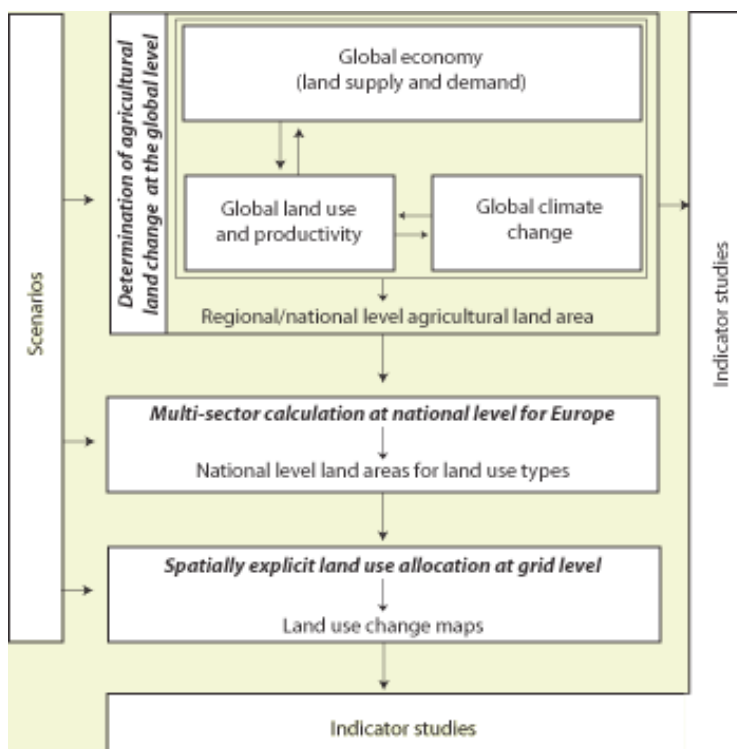 Scenarios
Determination of agricultural
land change at the global level
Global economy
(land supply and demand)
Global land use
and productivity
Global climate
change
Regional/national level agricultural land area
Multi-sector calculation at national level for Europe
National level land areas for land use types
Spatially explicit land use allocation at grid level
Land use change maps
Indicator studies
Indicator studies